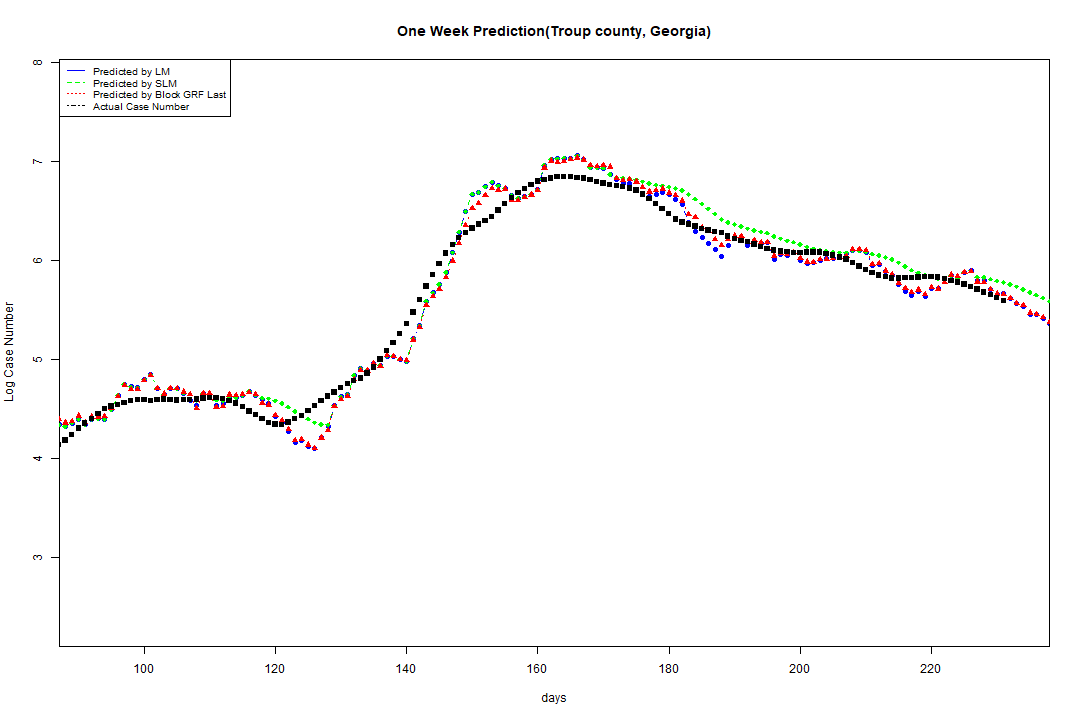 One Week Prediction(Troup county, Georgia)
Predicted by LM
Predicted by SLM
Predicted by Block GRF Last
Actual Case Number
8
7
6
5
4
3
Log Case Number
100 120 140 160 180 200 220
days